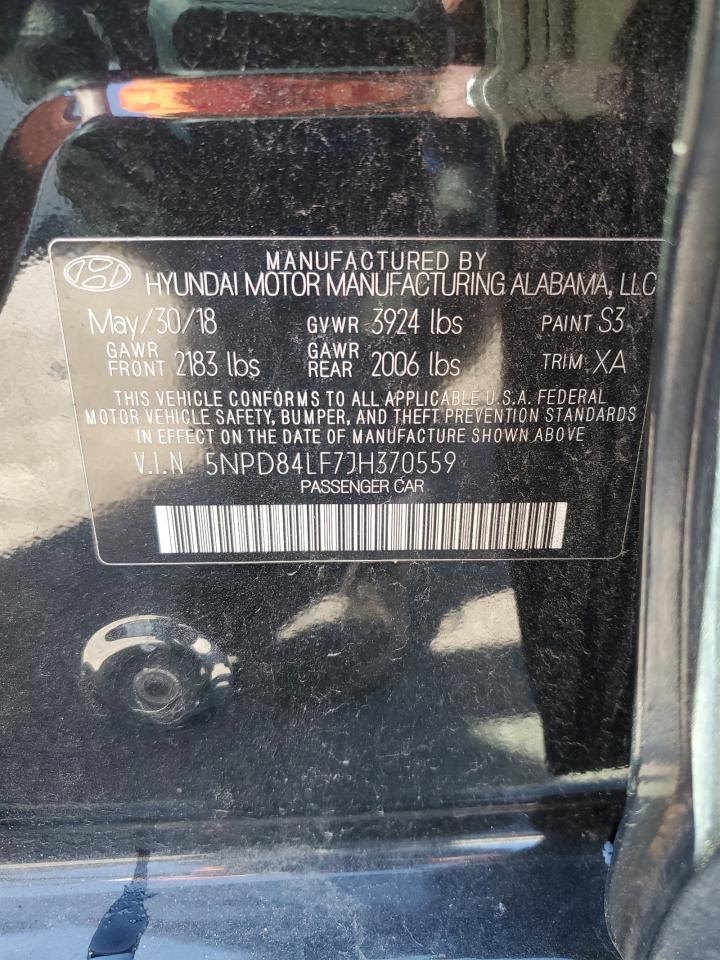 MANUFACTURED BY
HYUNDAI MOTOR MANUFACTURING ALABAMA, LLC
May/30/18 GVWR 3924 lbs PAINT S3
GAWR FRONT 2183 lbs GAWR REAR 2006 lbs TRIM XA
THIS VEHICLE CONFORMS TO ALL APPLICABLE U.S.A. FEDERAL
MOTOR VEHICLE SAFETY, BUMPER, AND THEFT PREVENTION STANDARDS
IN EFFECT ON THE DATE OF MANUFACTURE SHOWN ABOVE
V.I.N 5NPD84LF7JH370559
PASSENGER CAR